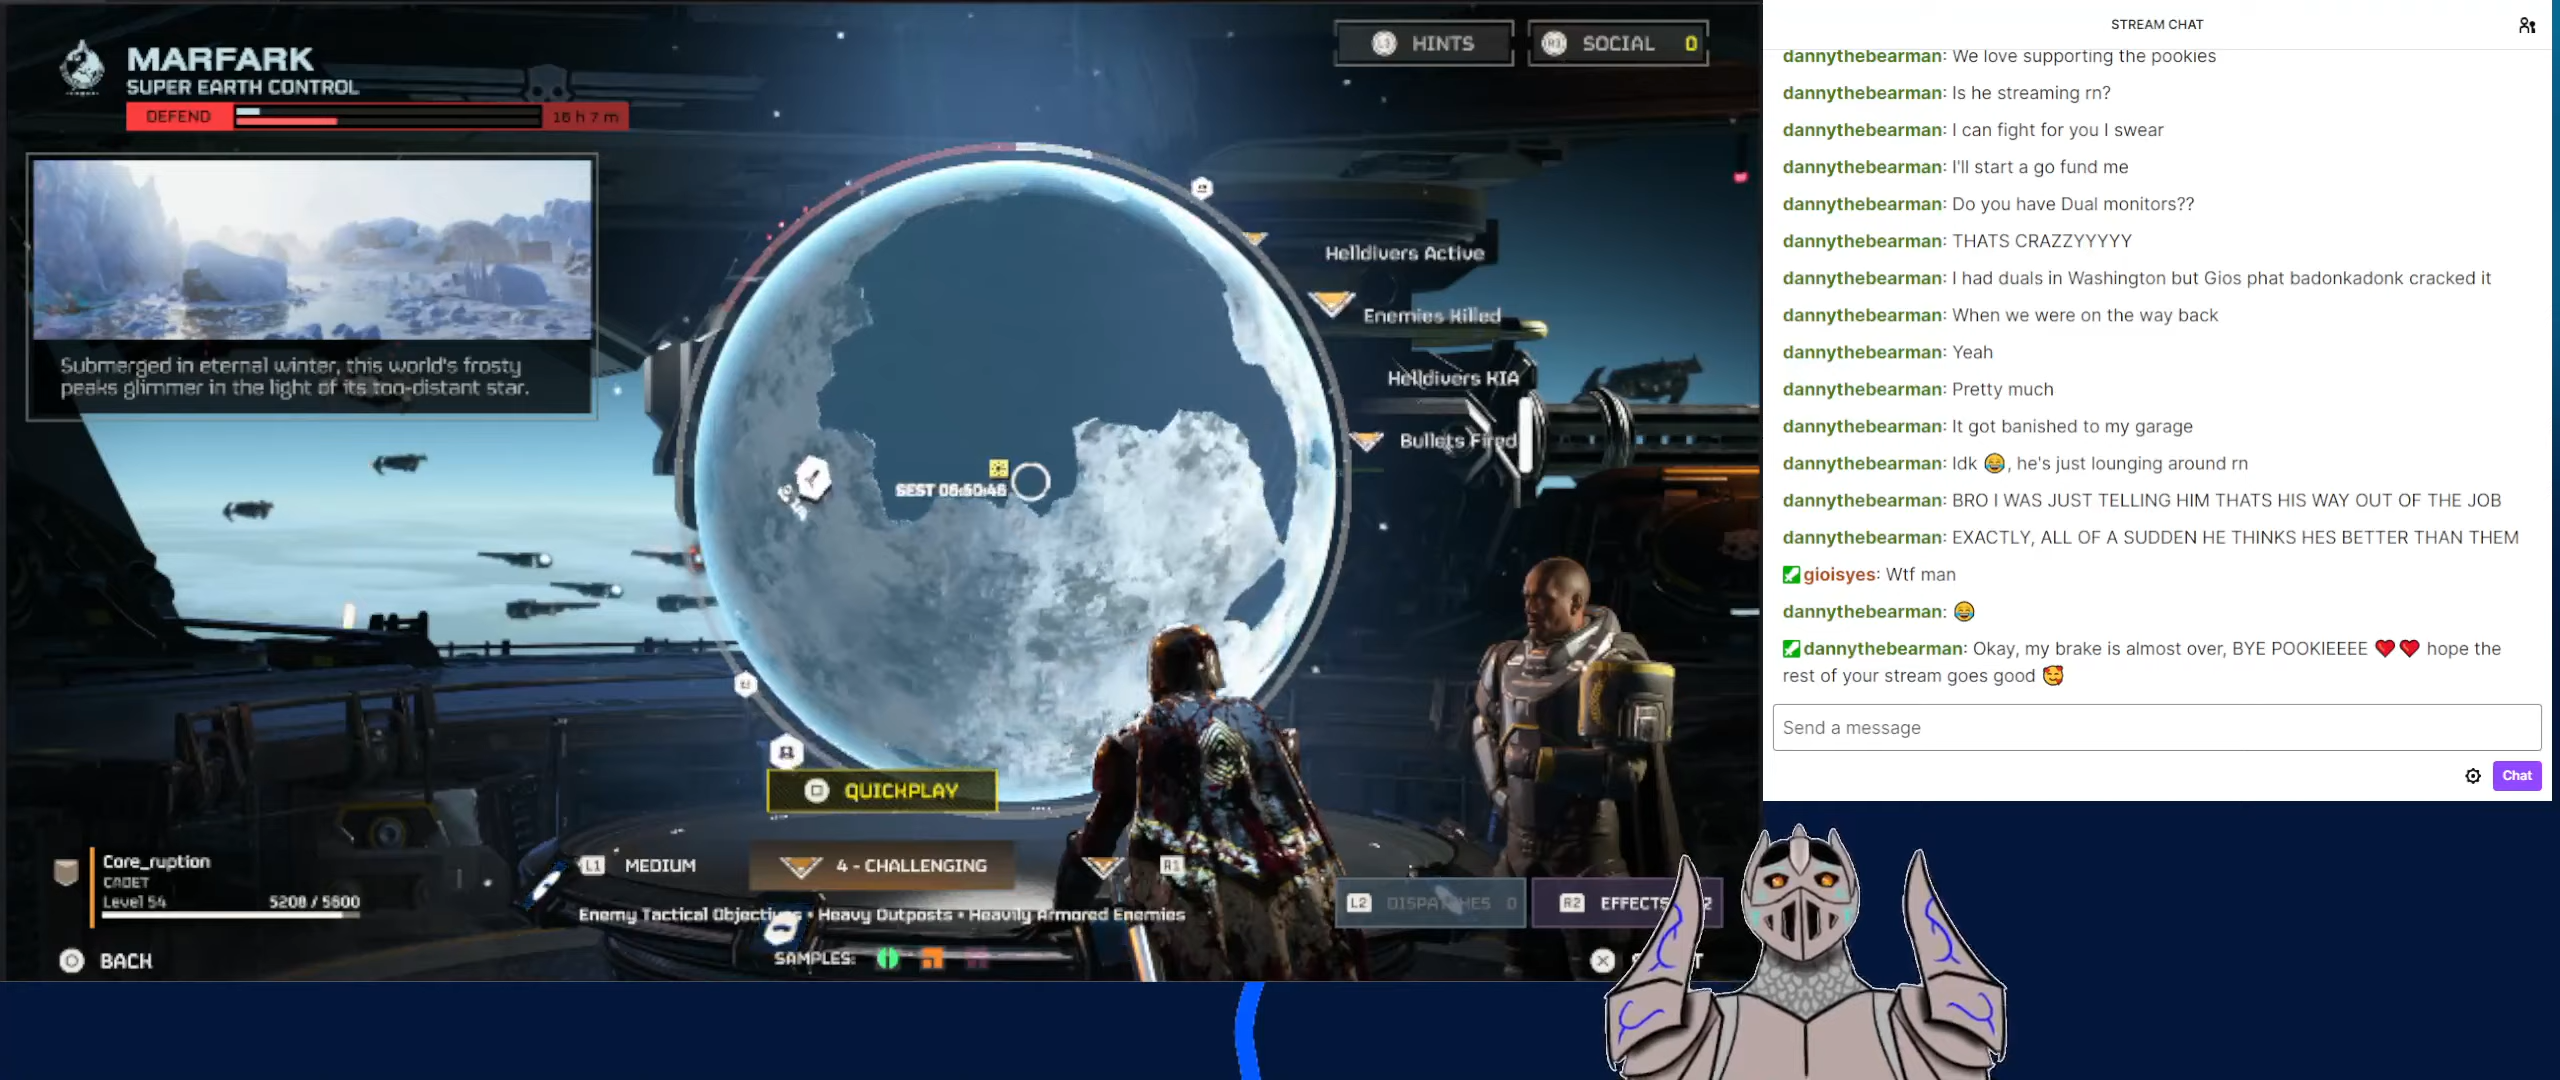 MARFARK
SUPER EARTH CONTROL
DEFEND
16 h 7 m
HINTS
SOCIAL 0
Submerged in eternal winter, this world's frosty
peaks glimmer in the light of its too-distant star.
Helldivers Active
Enemies Killed
Helldivers KIA
Bullets Fired
SEST
QUICKPLAY
L1 MEDIUM
4 - CHALLENGING
R1
Enemy Tactical Objectives • Heavy Outposts • Heavily Armored Enemies
SAMPLES:
Core_ruption
CADET
Level 54
5208 / 5600
BACK
L2 DISPATCHES 0
R2 EFFECTS 2
STREAM CHAT
dannythebearman: We love supporting the pookies
dannythebearman: Is he streaming rn?
dannythebearman: I can fight for you I swear
dannythebearman: I'll start a go fund me
dannythebearman: Do you have Dual monitors??
dannythebearman: THATS CRAZZYYYYY
dannythebearman: I had duals in Washington but Gios phat badonkadonk cracked it
dannythebearman: When we were on the way back
dannythebearman: Yeah
dannythebearman: Pretty much
dannythebearman: It got banished to my garage
dannythebearman: Idk 😂, he's just lounging around rn
dannythebearman: BRO I WAS JUST TELLING HIM THATS HIS WAY OUT OF THE JOB
dannythebearman: EXACTLY, ALL OF A SUDDEN HE THINKS HES BETTER THAN THEM
gioisyes: Wtf man
dannythebearman: 😂
dannythebearman: Okay, my brake is almost over, BYE POOKIEEEE ❤️❤️ hope the
rest of your stream goes good 🥰
Send a message
Chat